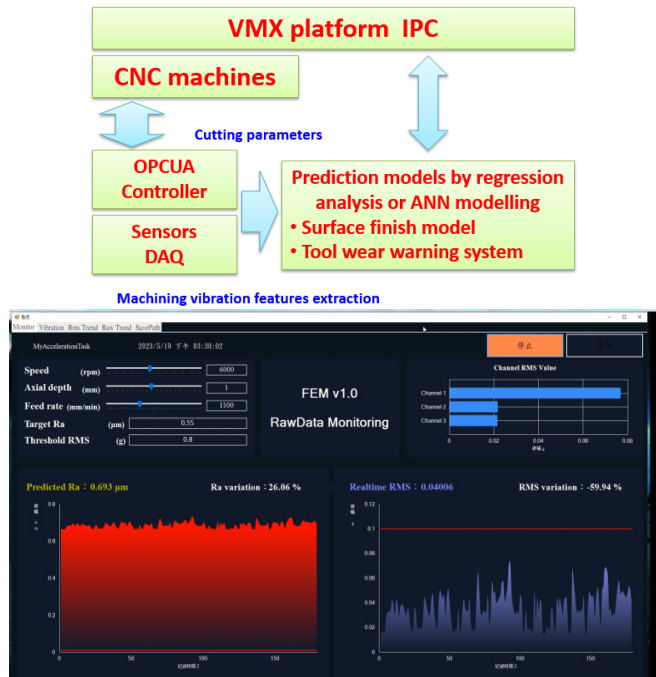 VMX platform IPC
CNC machines
Cutting parameters
OPCUA
Controller
Sensors
DAQ
Prediction models by regression
analysis or ANN modelling
• Surface finish model
• Tool wear warning system
Machining vibration features extraction
Monitor Vibration Rms Trend Raw Trend SavePath
MyAccelerationTask 2023/5/19 下午 03:30:02
停止
Speed (rpm) 6000
Axial depth (mm) 1
Feed rate (mm/min) 1100
Target Ra (μm) 0.55
Threshold RMS (g) 0.8
FEM v1.0
RawData Monitoring
Channel RMS Value
Channel 1
Channel 2
Channel 3
0 0.02 0.04 0.06 0.08
Predicted Ra : 0.693 μm Ra variation : 26.06 %
0.8
0.6
0.4
0.2
0
0 50 100 150
Realtime RMS : 0.04006 RMS variation : -59.94 %
0.12
0.1
0.08
0.06
0.04
0.02
0
0 50 100 150